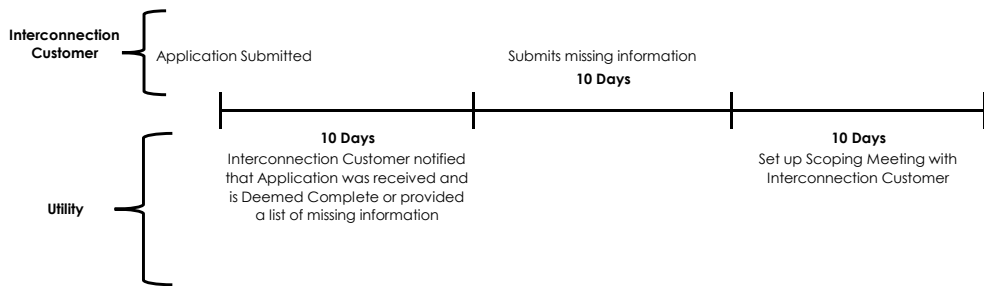 Interconnection
Customer
Application Submitted
Submits missing information
10 Days
10 Days
Interconnection Customer notified
that Application was received and
is Deemed Complete or provided
a list of missing information
10 Days
Set up Scoping Meeting with
Interconnection Customer
Utility